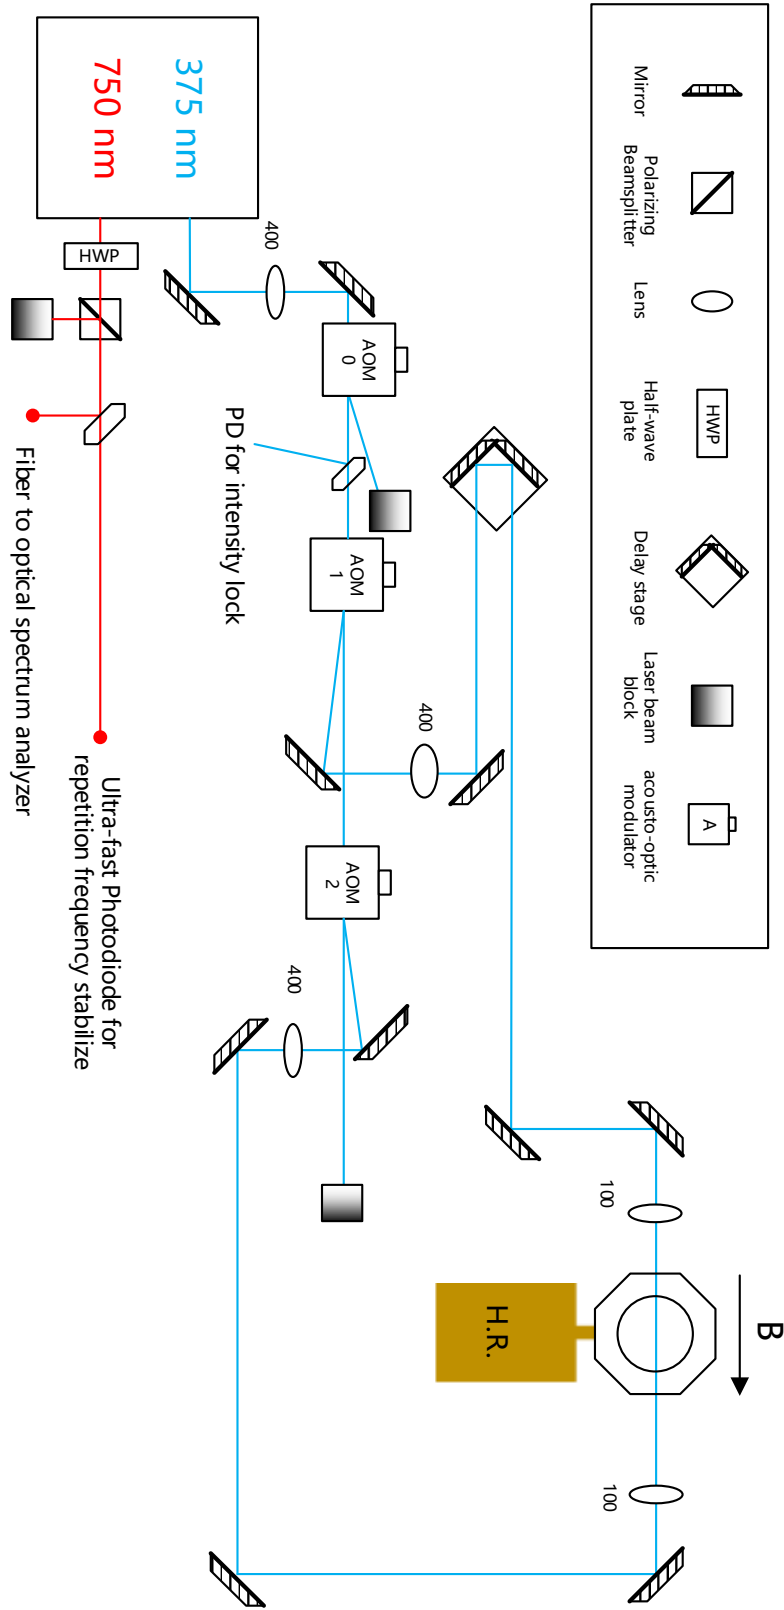 Mirror
Polarizing
Beamsplitter
Lens
HWP
Half-wave
plate
Delay stage
Laser beam
block
A
acousto-optic
modulator
375 nm
750 nm
HWP
400
AOM
0
PD for intensity lock
AOM
1
400
AOM
2
400
Fiber to optical spectrum analyzer
Ultra-fast Photodiode for
repetition frequency stabilize
100
B
H.R.
100